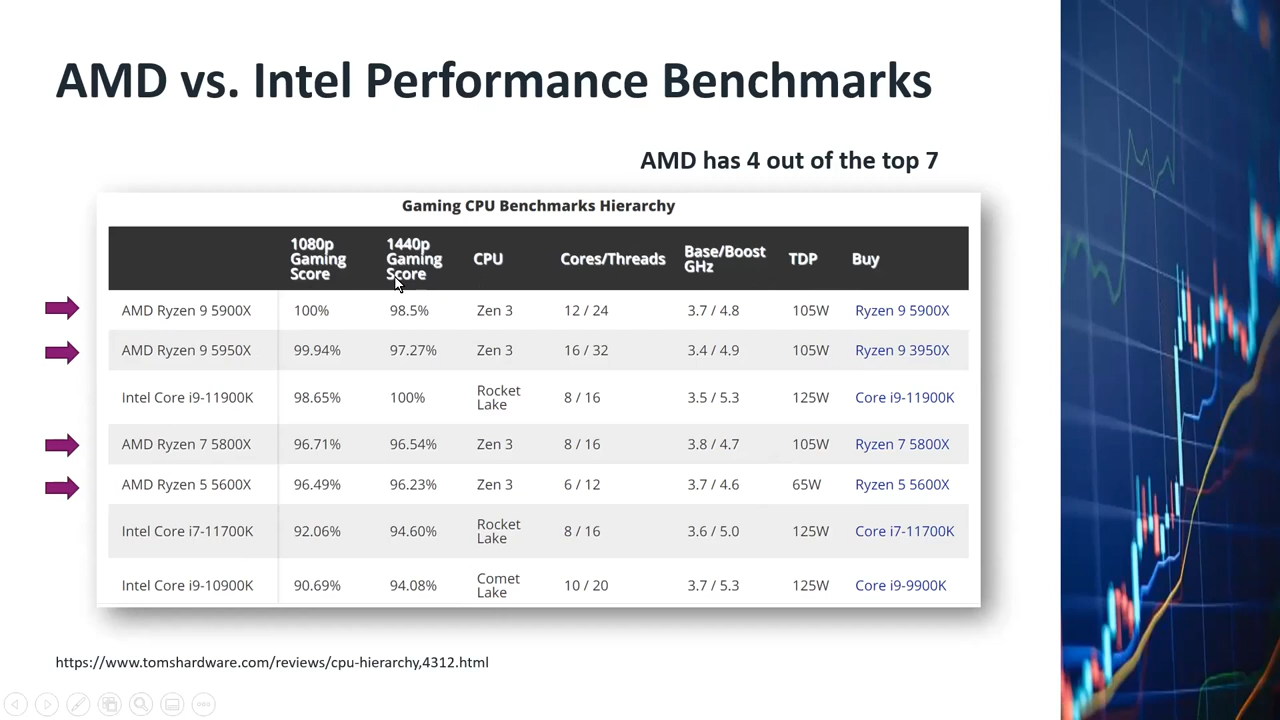 AMD vs. Intel Performance Benchmarks
AMD has 4 out of the top 7
Gaming CPU Benchmarks Hierarchy
1080p Gaming Score 1440p Gaming Score CPU Cores/Threads Base/Boost GHz TDP Buy
AMD Ryzen 9 5900X 100% 98.5% Zen 3 12 / 24 3.7 / 4.8 105W Ryzen 9 5900X
AMD Ryzen 9 5950X 99.94% 97.27% Zen 3 16 / 32 3.4 / 4.9 105W Ryzen 9 3950X
Intel Core i9-11900K 98.65% 100% Rocket Lake 8 / 16 3.5 / 5.3 125W Core i9-11900K
AMD Ryzen 7 5800X 96.71% 96.54% Zen 3 8 / 16 3.8 / 4.7 105W Ryzen 7 5800X
AMD Ryzen 5 5600X 96.49% 96.23% Zen 3 6 / 12 3.7 / 4.6 65W Ryzen 5 5600X
Intel Core i7-11700K 92.06% 94.60% Rocket Lake 8 / 16 3.6 / 5.0 125W Core i7-11700K
Intel Core i9-10900K 90.69% 94.08% Comet Lake 10 / 20 3.7 / 5.3 125W Core i9-9900K
https://www.tomshardware.com/reviews/cpu-hierarchy,4312.html